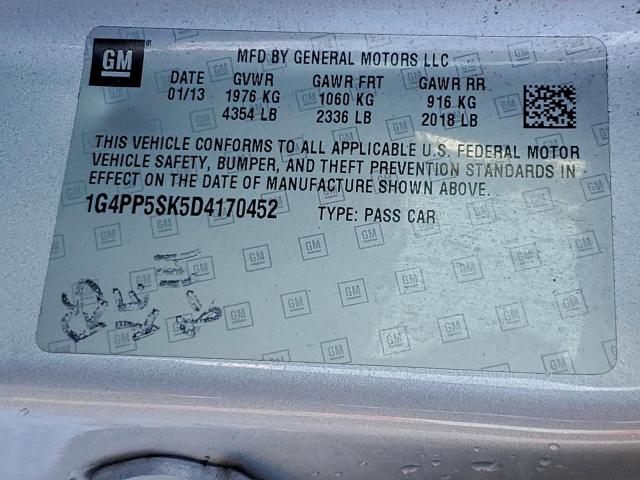 GM
MFD BY GENERAL MOTORS LLC
DATE GVWR GAWR FRT GAWR RR
01/13 1976 KG 1060 KG 916 KG
4354 LB 2336 LB 2018 LB
THIS VEHICLE CONFORMS TO ALL APPLICABLE U.S. FEDERAL MOTOR
VEHICLE SAFETY, BUMPER, AND THEFT PREVENTION STANDARDS IN
EFFECT ON THE DATE OF MANUFACTURE SHOWN ABOVE.
1G4PP5SK5D4170452 TYPE: PASS CAR